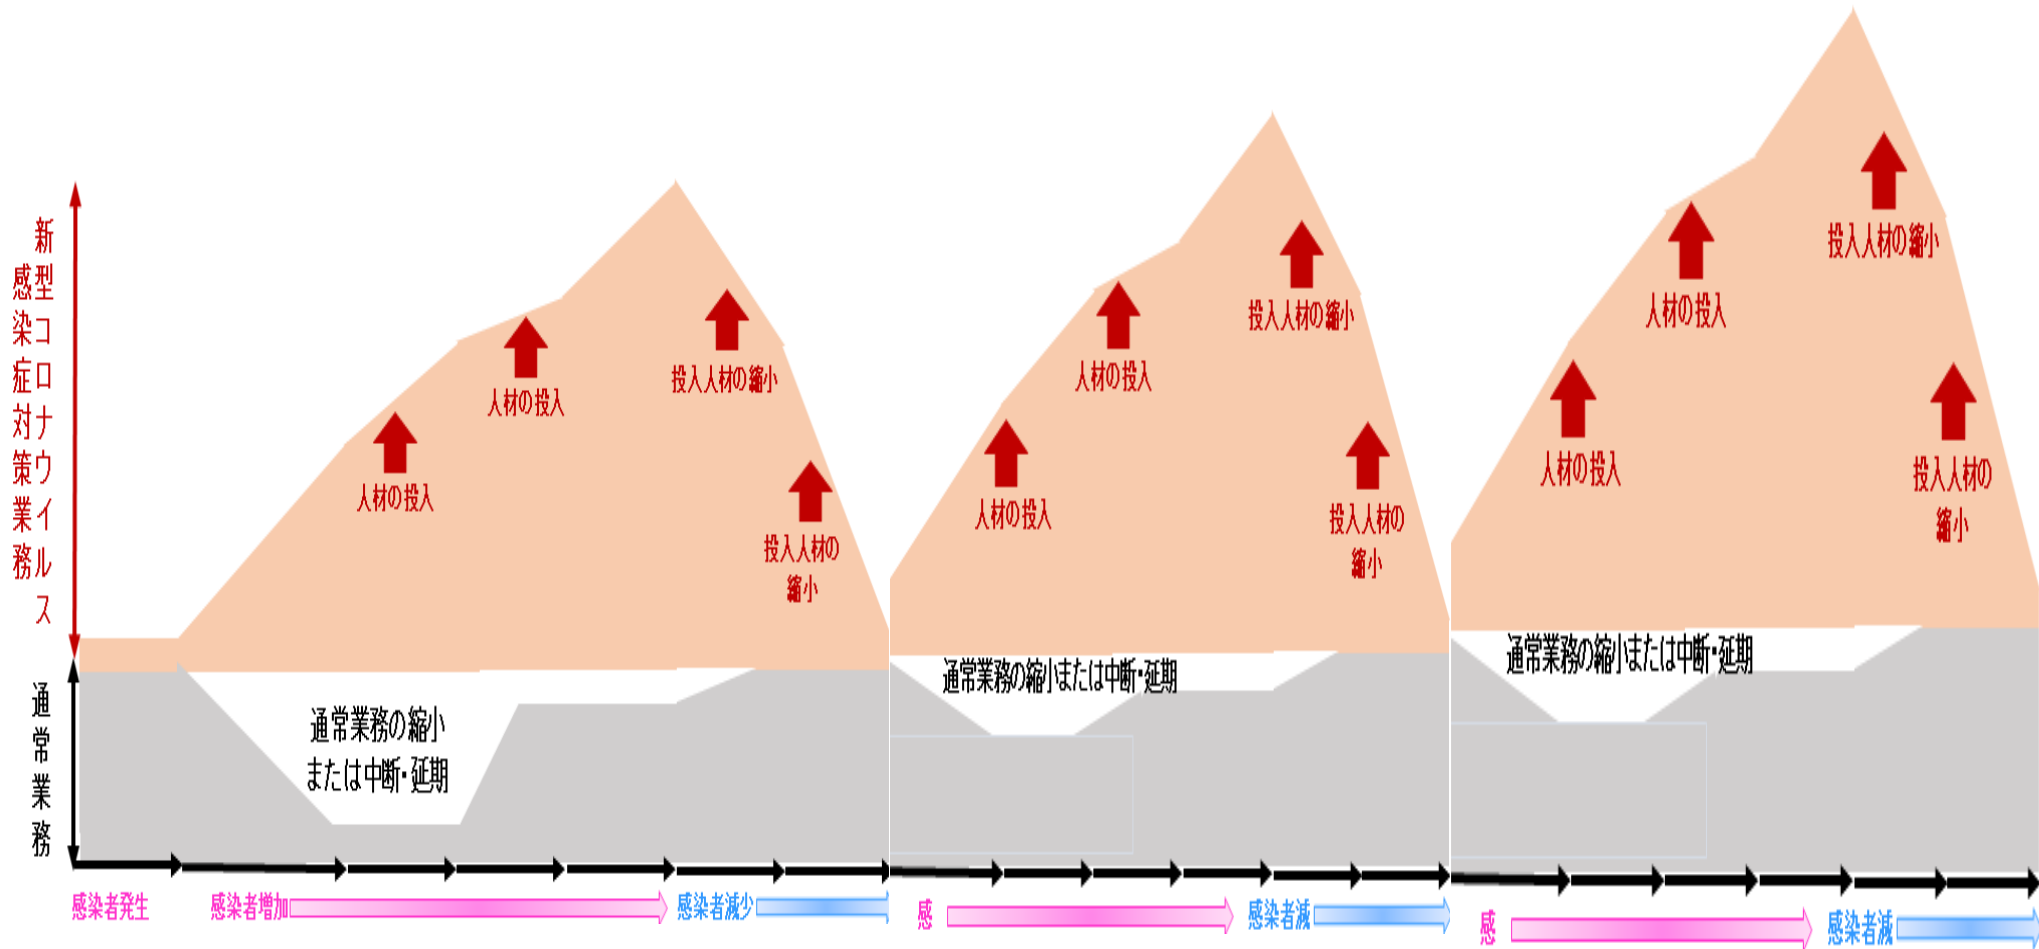 新型コロナウイルス
感染症対策業務
通常業務
人材の投入
人材の投入
投入人材の縮小
投入人材の
縮小
通常業務の縮小
または中断・延期
感染者発生
感染者増加
感染者減少
人材の投入
人材の投入
投入人材の縮小
投入人材の
縮小
通常業務の縮小または中断・延期
感
感染者減
人材の投入
人材の投入
投入人材の縮小
投入人材の
縮小
通常業務の縮小または中断・延期
感
感染者減